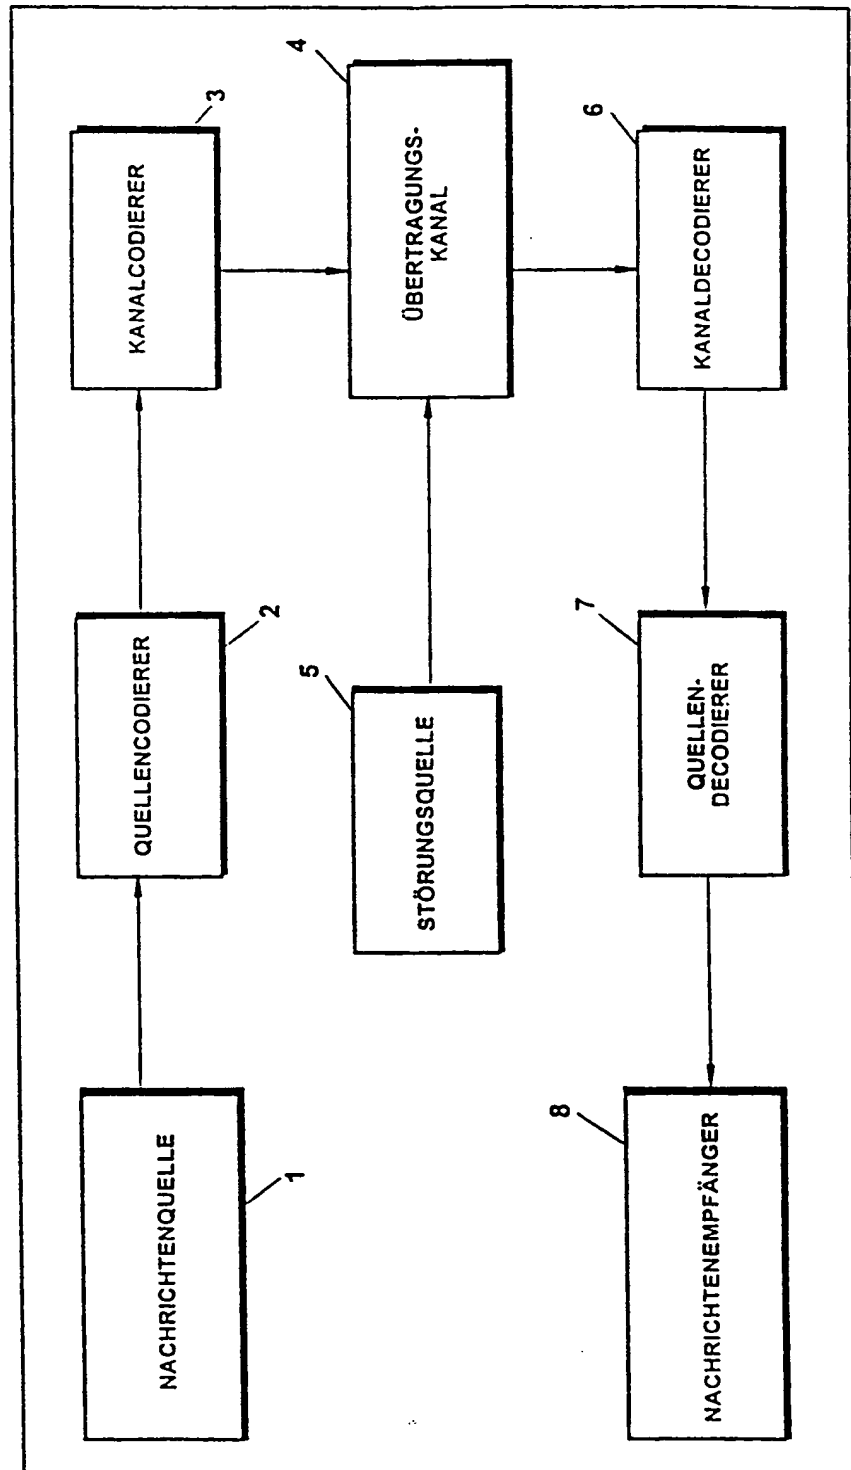 NACHRICHTENQUELLE
1
QUELLENCODIERER
2
KANALCODIERER
3
STÖRUNGSQUELLE
5
ÜBERTRAGUNGS-
KANAL
4
NACHRICHTENEMPFÄNGER
8
QUELLEN-
DECODIERER
7
KANALDECODIERER
6